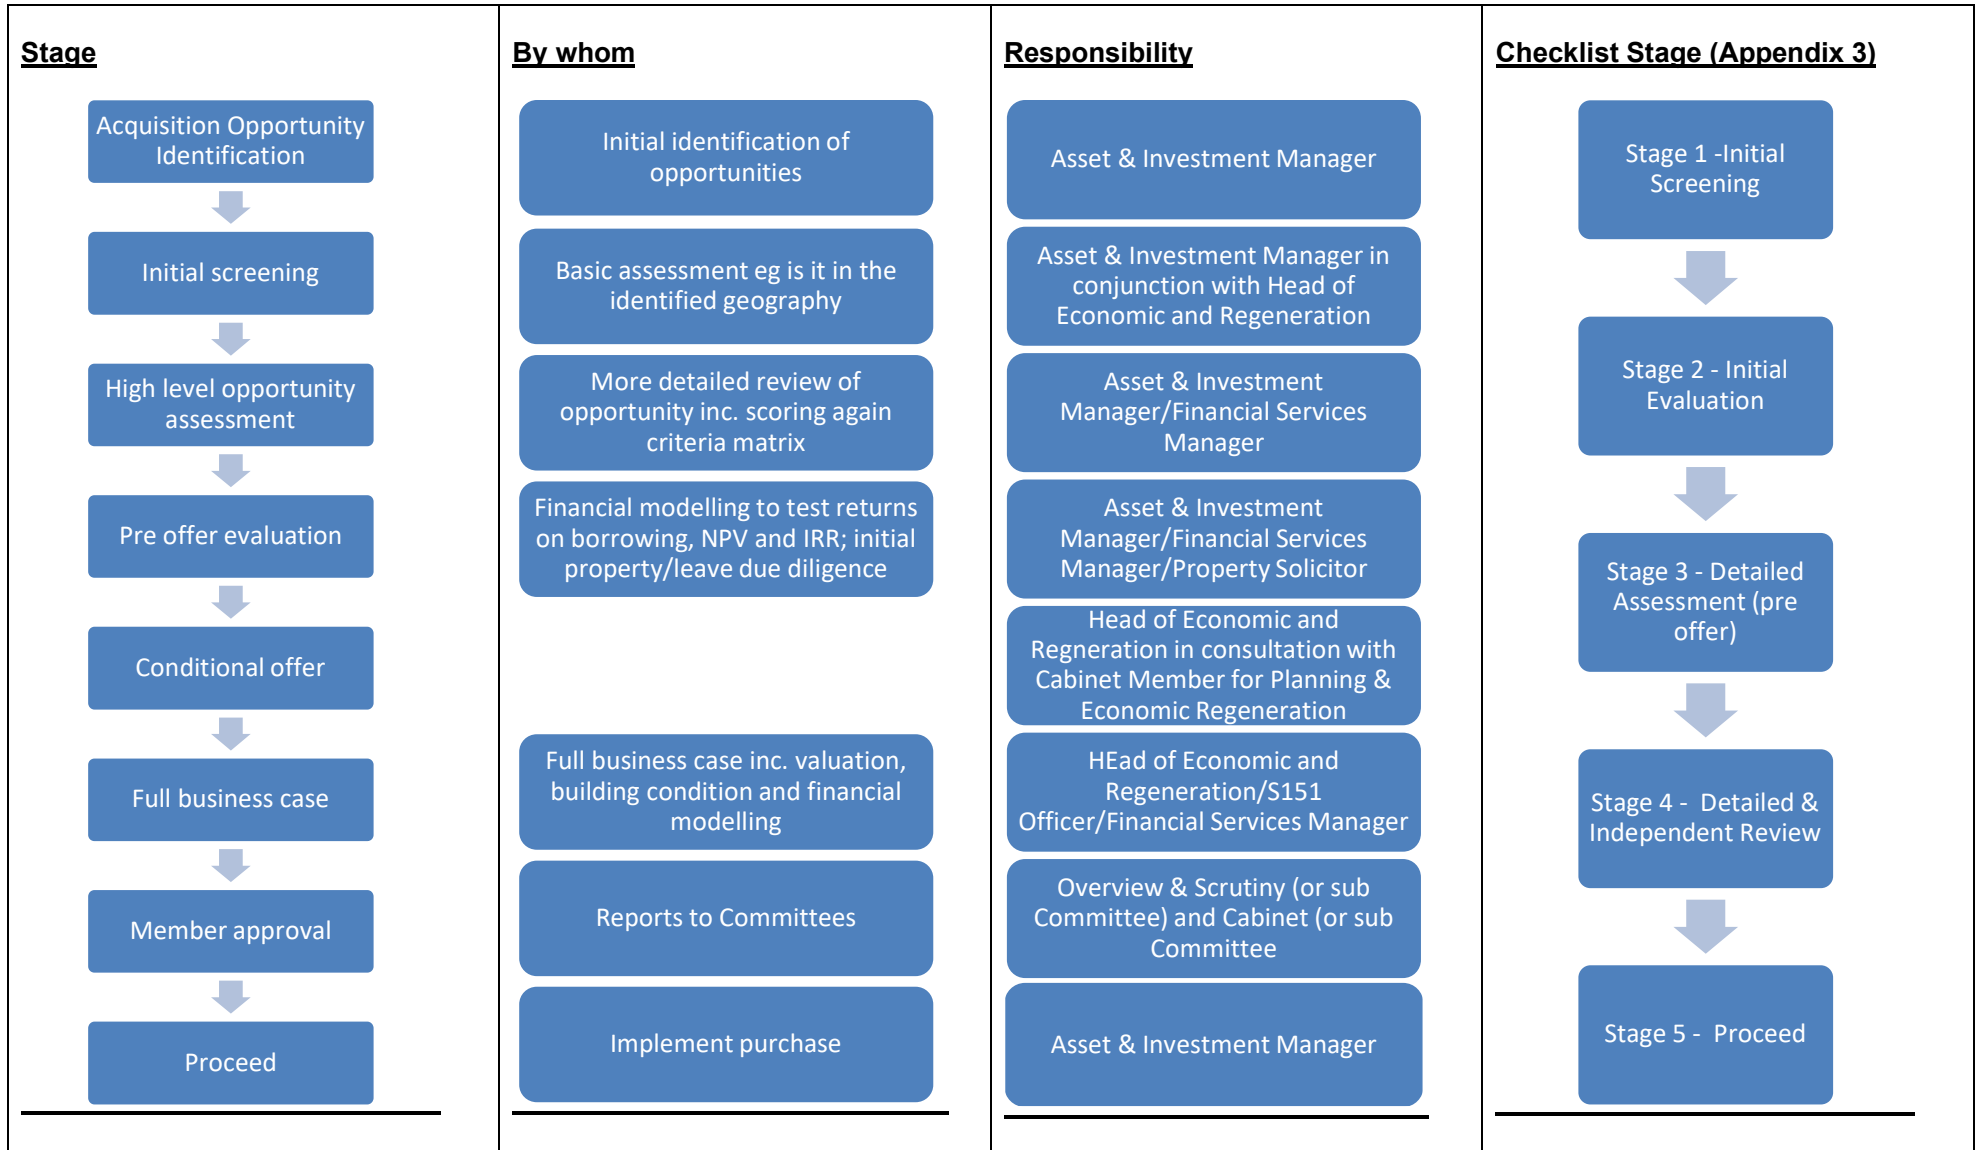 Stage
Acquisition Opportunity
Identification
Initial screening
High level opportunity
assessment
Pre offer evaluation
Conditional offer
Full business case
Member approval
Proceed
By whom
Initial identification of
opportunities
Basic assessment eg is it in the
identified geography
More detailed review of
opportunity inc. scoring again
criteria matrix
Financial modelling to test returns
on borrowing, NPV and IRR; initial
property/leave due diligence
Full business case inc. valuation,
building condition and financial
modelling
Reports to Committees
Implement purchase
Responsibility
Asset & Investment Manager
Asset & Investment Manager in
conjunction with Head of
Economic and Regeneration
Asset & Investment
Manager/Financial Services
Manager
Asset & Investment
Manager/Financial Services
Manager/Property Solicitor
Head of Economic and
Regneration in consultation with
Cabinet Member for Planning &
Economic Regeneration
HEad of Economic and
Regeneration/S151
Officer/Financial Services Manager
Overview & Scrutiny (or sub
Committee) and Cabinet (or sub
Committee
Asset & Investment Manager
Checklist Stage (Appendix 3)
Stage 1 -Initial
Screening
Stage 2 - Initial
Evaluation
Stage 3 - Detailed
Assessment (pre
offer)
Stage 4 -  Detailed &
Independent Review
Stage 5 -  Proceed